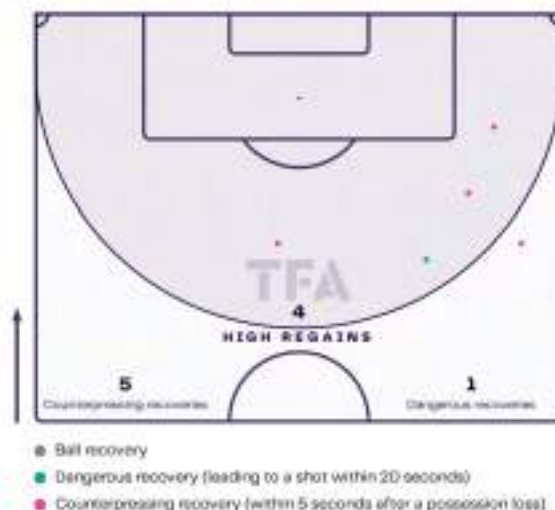 TFA
4
HIGH REGAINS
5
Counterpressing recoveries
1
Dangerous recoveries
Ball recovery
Dangerous recovery (leading to a shot within 20 seconds)
Counterpressing recovery (within 5 seconds after a possession loss)